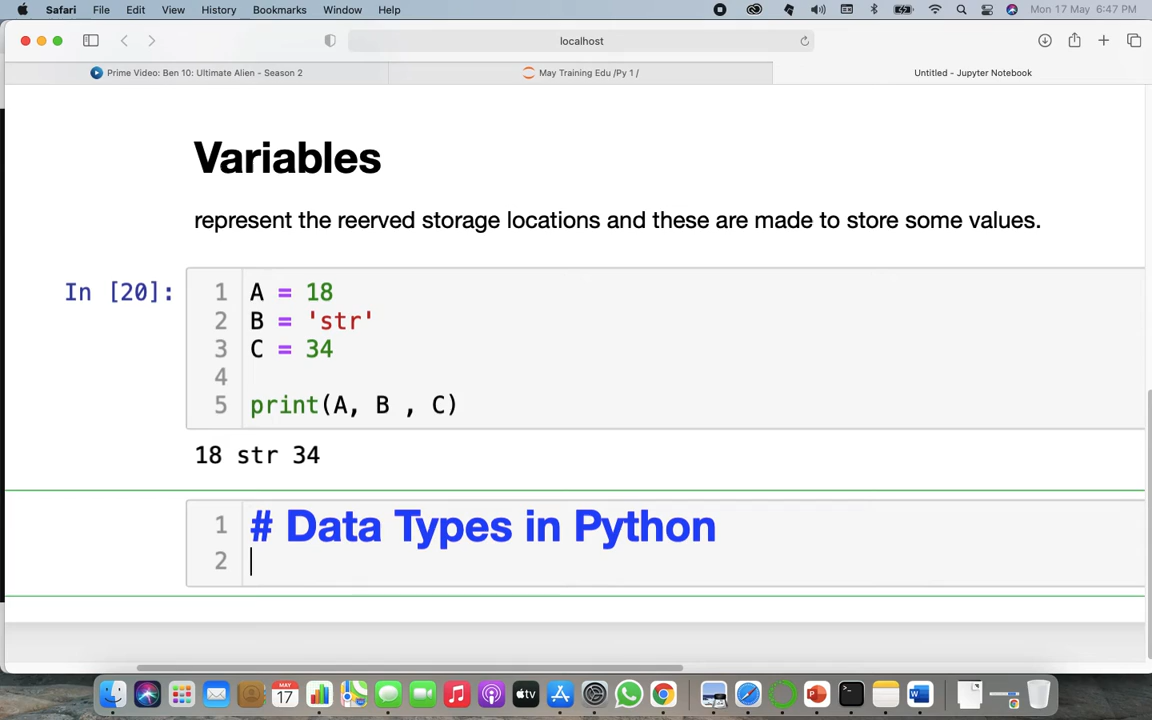 Safari File Edit View History Bookmarks Window Help Mon 17 May 6:47 PM
localhost
Prime Video: Ben 10: Ultimate Alien - Season 2 May Training Edu /Py 1 / Untitled - Jupyter Notebook
Variables
represent the reerved storage locations and these are made to store some values.
In [20]: 1 A = 18
2 B = 'str'
3 C = 34
4
5 print(A, B , C)
18 str 34
1 # Data Types in Python
2
MAY
17
tv
W